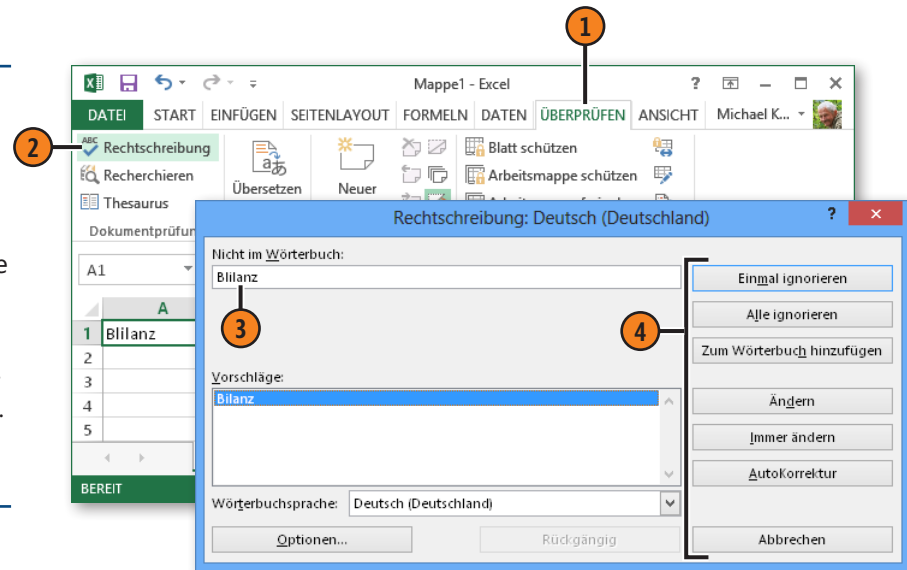 1
Mappe1 - Excel
DATEI START EINFÜGEN SEITENLAYOUT FORMELN DATEN ÜBERPRÜFEN ANSICHT Michael K...
2
ABC Rechtschreibung
Recherchieren
Thesaurus
Übersetzen
Neuer
Blatt schützen
Arbeitsmappe schützen
Rechtschreibung: Deutsch (Deutschland)
Nicht im Wörterbuch:
Blilanz
3
4
Einmal ignorieren
Alle ignorieren
Zum Wörterbuch hinzufügen
Vorschläge:
Bilanz
Ändern
Immer ändern
AutoKorrektur
Wörterbuchsprache: Deutsch (Deutschland)
Optionen... Rückgängig Abbrechen
A1
A
1 Blilanz
2
3
4
5
BEREIT
e
.